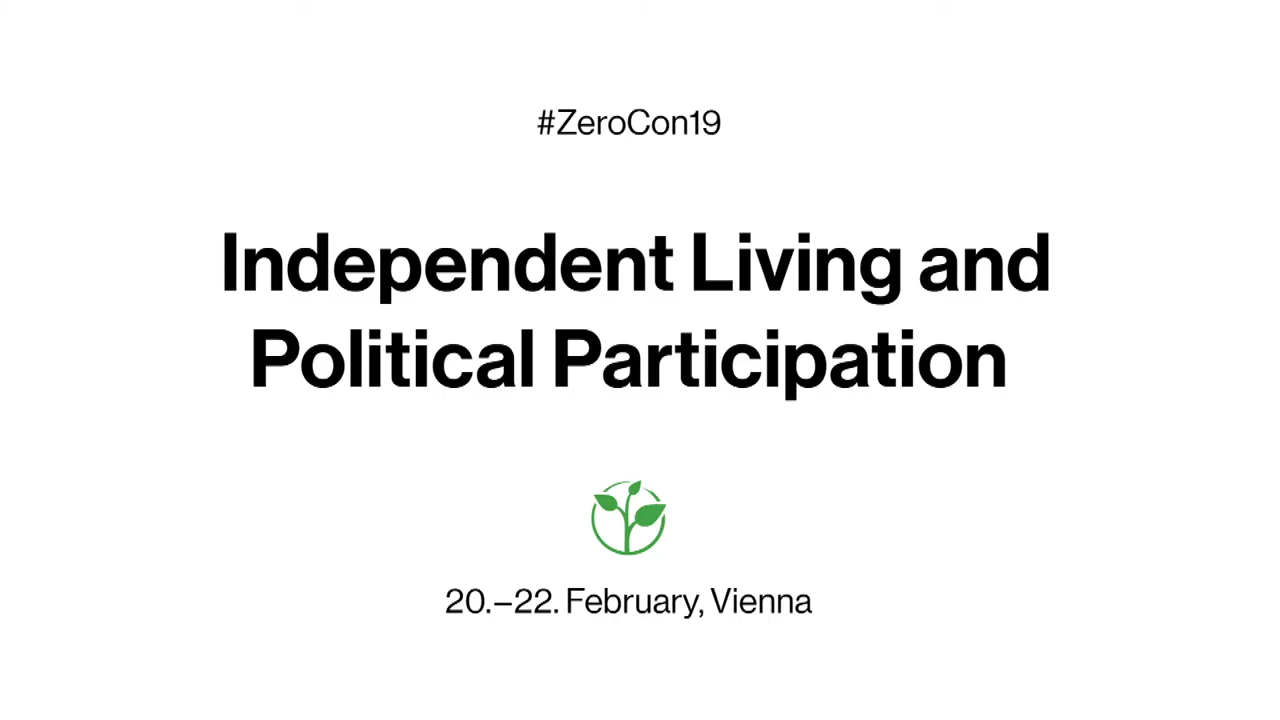 #ZeroCon19
Independent Living and
Political Participation
20.–22. February, Vienna